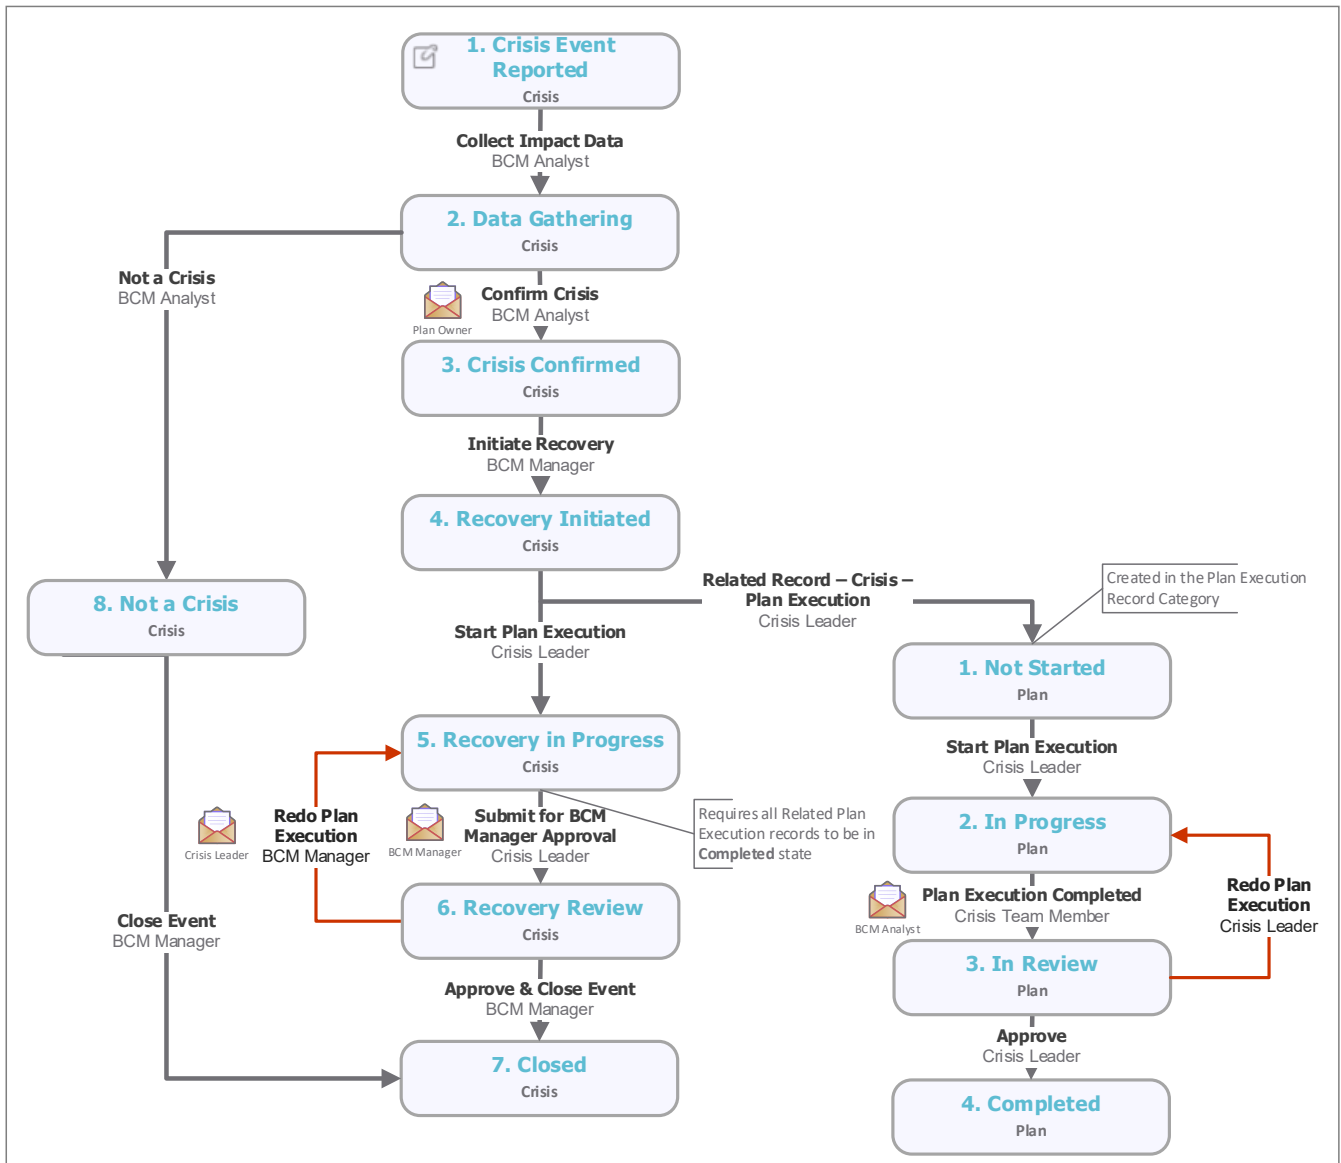 1. Crisis Event
Reported
Crisis
Collect Impact Data
BCM Analyst
2. Data Gathering
Crisis
Not a Crisis
BCM Analyst
Plan Owner
Confirm Crisis
BCM Analyst
3. Crisis Confirmed
Crisis
Initiate Recovery
BCM Manager
4. Recovery Initiated
Crisis
8. Not a Crisis
Crisis
Related Record – Crisis –
Plan Execution
Crisis Leader
Created in the Plan Execution
Record Category
Start Plan Execution
Crisis Leader
1. Not Started
Plan
5. Recovery in Progress
Crisis
Start Plan Execution
Crisis Leader
Crisis Leader
Redo Plan
Execution
BCM Manager
BCM Manager
Submit for BCM
Manager Approval
Crisis Leader
Requires all Related Plan
Execution records to be in
Completed state
2. In Progress
Plan
6. Recovery Review
Crisis
BCM Analyst
Plan Execution Completed
Crisis Team Member
Redo Plan
Execution
Crisis Leader
Close Event
BCM Manager
3. In Review
Plan
Approve & Close Event
BCM Manager
Approve
Crisis Leader
7. Closed
Crisis
4. Completed
Plan